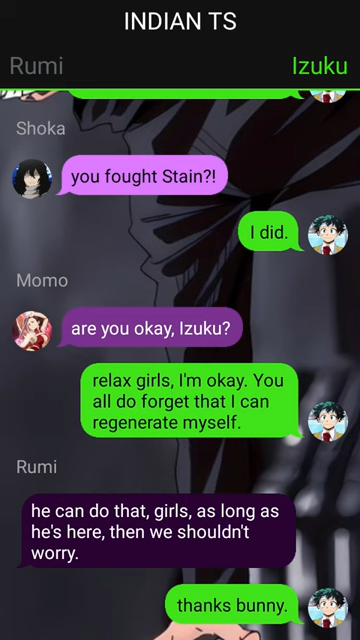 INDIAN TS
Rumi
Izuku
Shoka
you fought Stain?!
I did.
Momo
are you okay, Izuku?
relax girls, I'm okay. You
all do forget that I can
regenerate myself.
Rumi
he can do that, girls, as long as
he's here, then we shouldn't
worry.
thanks bunny.